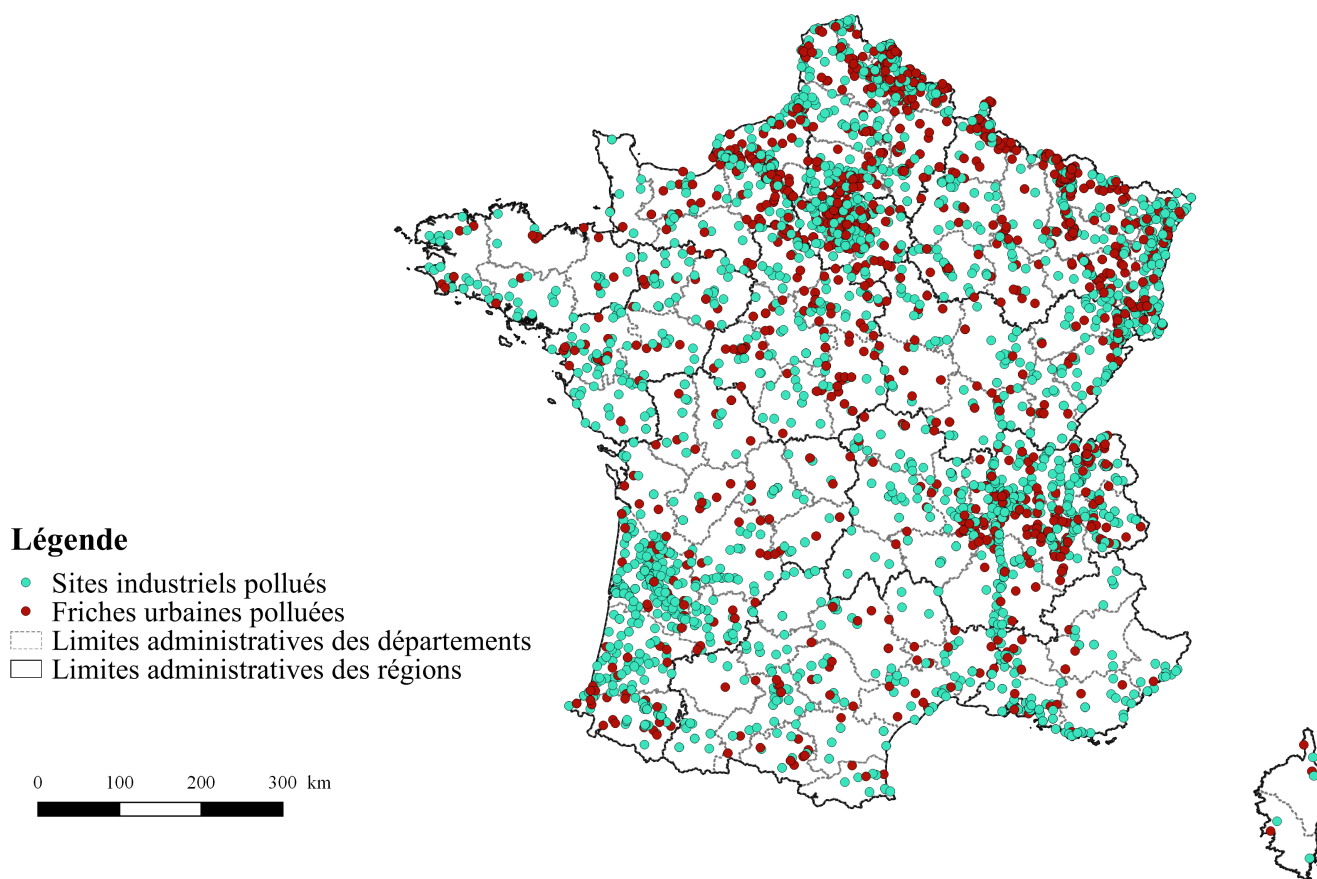 Légende
Sites industriels pollués
Friches urbaines polluées
Limites administratives des départements
Limites administratives des régions
0 100 200 300 km